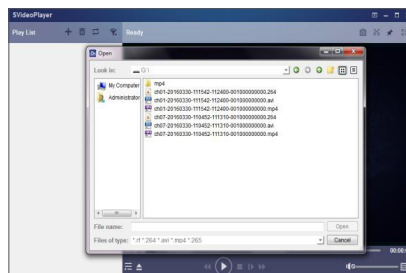 SVideoPlayer
Play List
Ready
Open
Look in:
G:\
My Computer
Administrator
mp4
ch01-20160330-111542-112400-001000000000.264
ch01-20160330-111542-112400-001000000000.avi
ch01-20160330-111542-112400-001000000000.mp4
ch07-20160330-110452-111310-001000000000.264
ch07-20160330-110452-111310-001000000000.avi
ch07-20160330-110452-111310-001000000000.mp4
File name:
Open
Files of type: *.rf *.264 *.avi *.mp4 *.265
Cancel